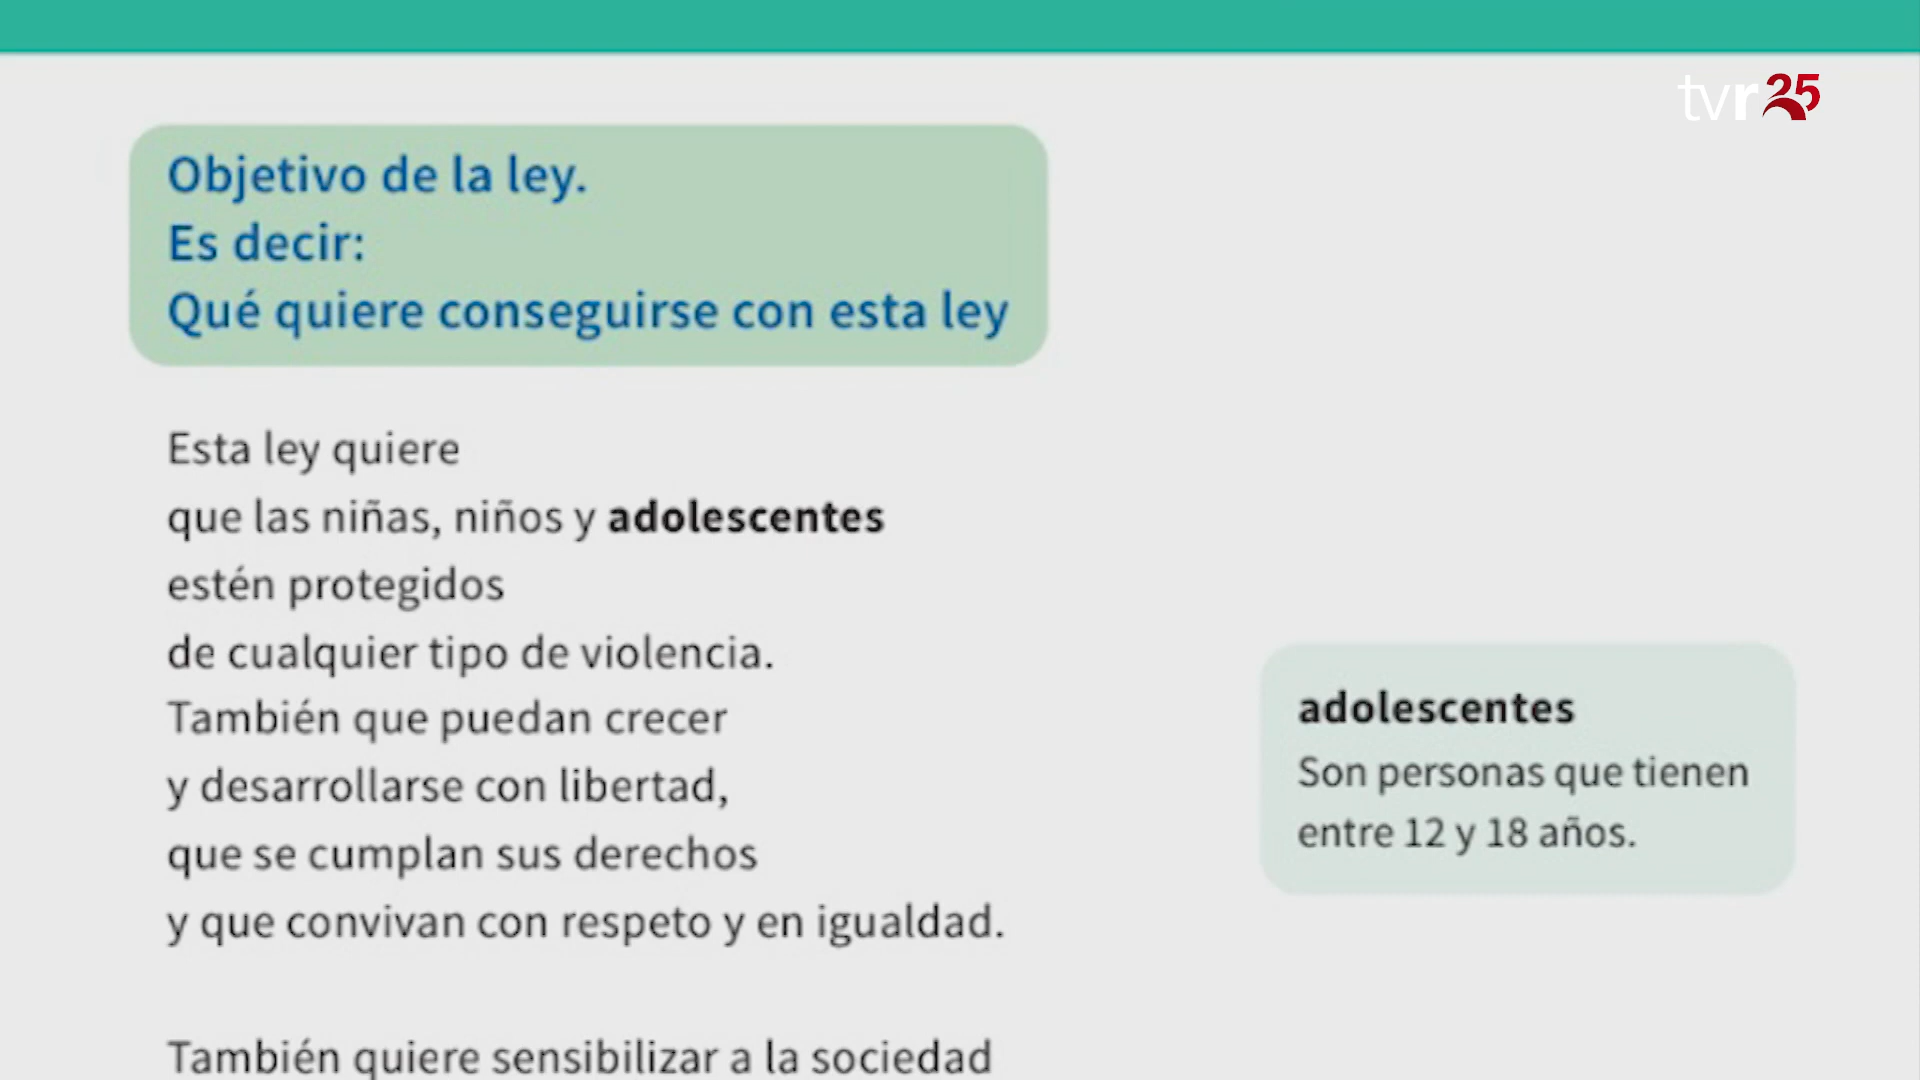 tvr25
Objetivo de la ley.
Es decir:
Qué quiere conseguirse con esta ley
Esta ley quiere
que las niñas, niños y adolescentes
estén protegidos
de cualquier tipo de violencia.
También que puedan crecer
y desarrollarse con libertad,
que se cumplan sus derechos
y que convivan con respeto y en igualdad.
También quiere sensibilizar a la sociedad
adolescentes
Son personas que tienen
entre 12 y 18 años.